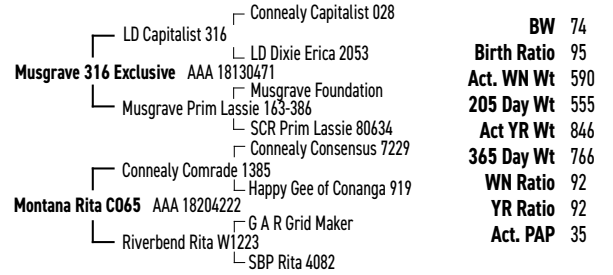 Connealy Capitalist 028
LD Capitalist 316
LD Dixie Erica 2053
Musgrave 316 Exclusive AAA 18130471
Musgrave Foundation
Musgrave Prim Lassie 163-386
SCR Prim Lassie 80634
Connealy Consensus 7229
Connealy Comrade 1385
Happy Gee of Conanga 919
Montana Rita C065 AAA 18204222
G A R Grid Maker
Riverbend Rita W1223
SBP Rita 4082
BW 74
Birth Ratio 95
Act. WN Wt 590
205 Day Wt 555
Act YR Wt 846
365 Day Wt 766
WN Ratio 92
YR Ratio 92
Act. PAP 35